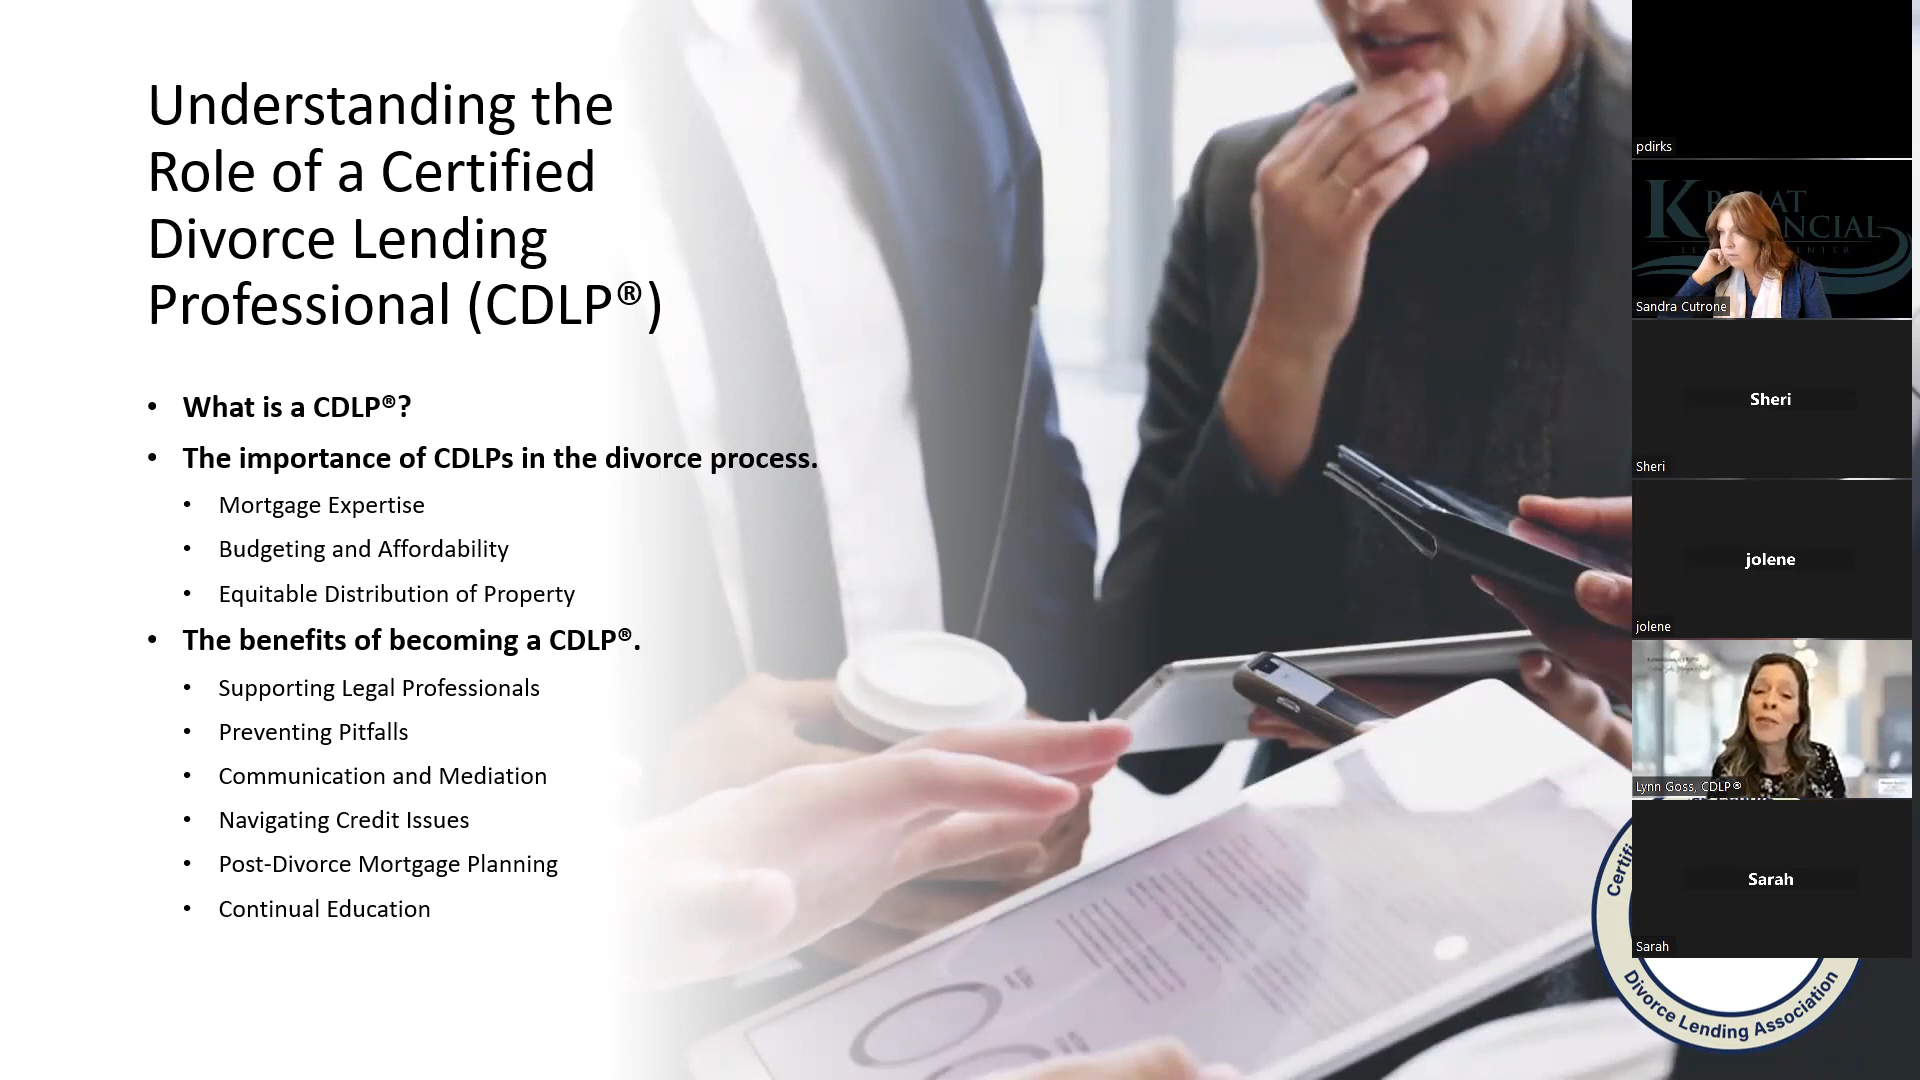 Understanding the
Role of a Certified
Divorce Lending
Professional (CDLP®)
• What is a CDLP®?
• The importance of CDLPs in the divorce process.
• Mortgage Expertise
• Budgeting and Affordability
• Equitable Distribution of Property
• The benefits of becoming a CDLP®.
• Supporting Legal Professionals
• Preventing Pitfalls
• Communication and Mediation
• Navigating Credit Issues
• Post-Divorce Mortgage Planning
• Continual Education
pdirks
Sandra Cutrone
Sheri
Sheri
jolene
jolene
Lynn Goss, CDLP®
Sarah
Sarah
Divorce Lending Association